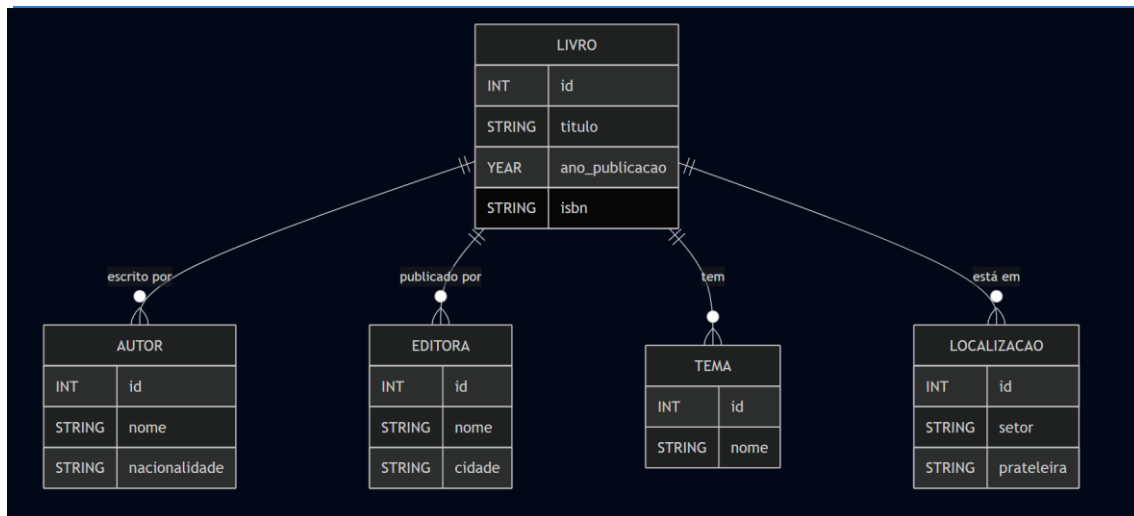 LIVRO
INT id
STRING titulo
YEAR ano_publicacao
STRING isbn
escrito por
publicado por
tem
está em
AUTOR
INT id
STRING nome
STRING nacionalidade
EDITORA
INT id
STRING nome
STRING cidade
TEMA
INT id
STRING nome
LOCALIZACAO
INT id
STRING setor
STRING prateleira